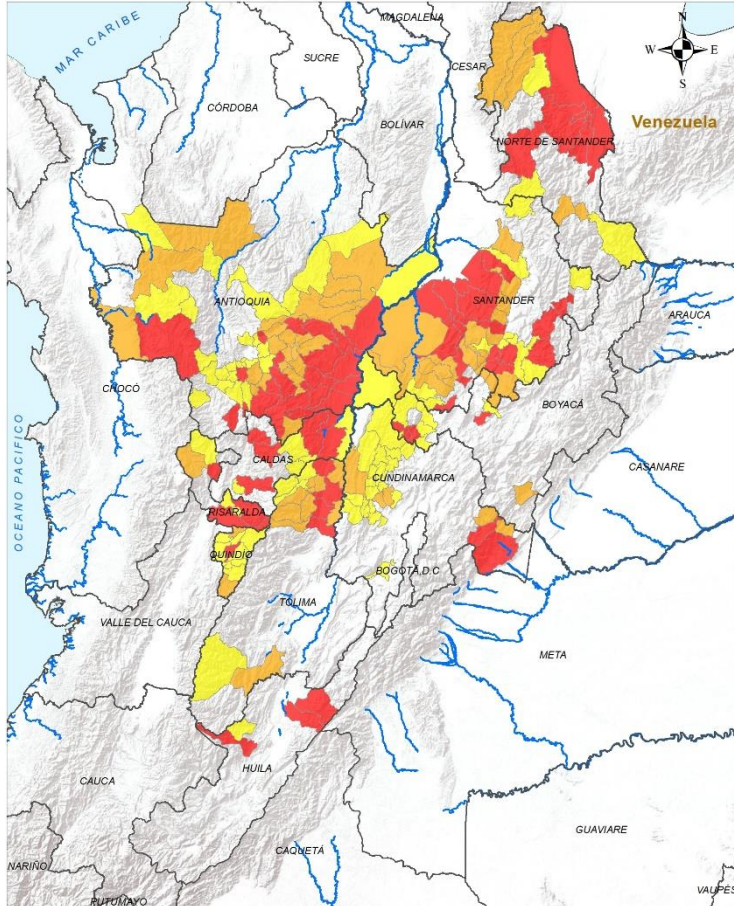 MAGDALENA
N
MAR CARIBE
W
E
SUCRE
CESAR
S
CÓRDOBA
BOLÍVAR
Venezuela
NORTE DE SANTANDER
ANTIOQUIA
SANTANDER
ARAUCA
CHOCÓ
BOYACÁ
OCEANO PACIFICO
CALDAS
CUNDINAMARCA
CASANARE
RISARALDA
QUINDIO
BOGOTÁ, D.C
TOLIMA
VALLE DEL CAUCA
META
HUILA
CAUCA
GUAVIARE
CAQUETÁ
NARIÑO
VAUPÉS
PUTUMAYO